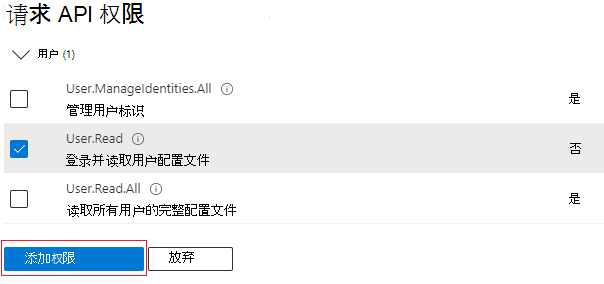 请求 API 权限
用户 (1)
User.ManageIdentities.All
管理用户标识
是
User.Read
登录并读取用户配置文件
否
User.Read.All
读取所有用户的完整配置文件
是
添加权限 放弃